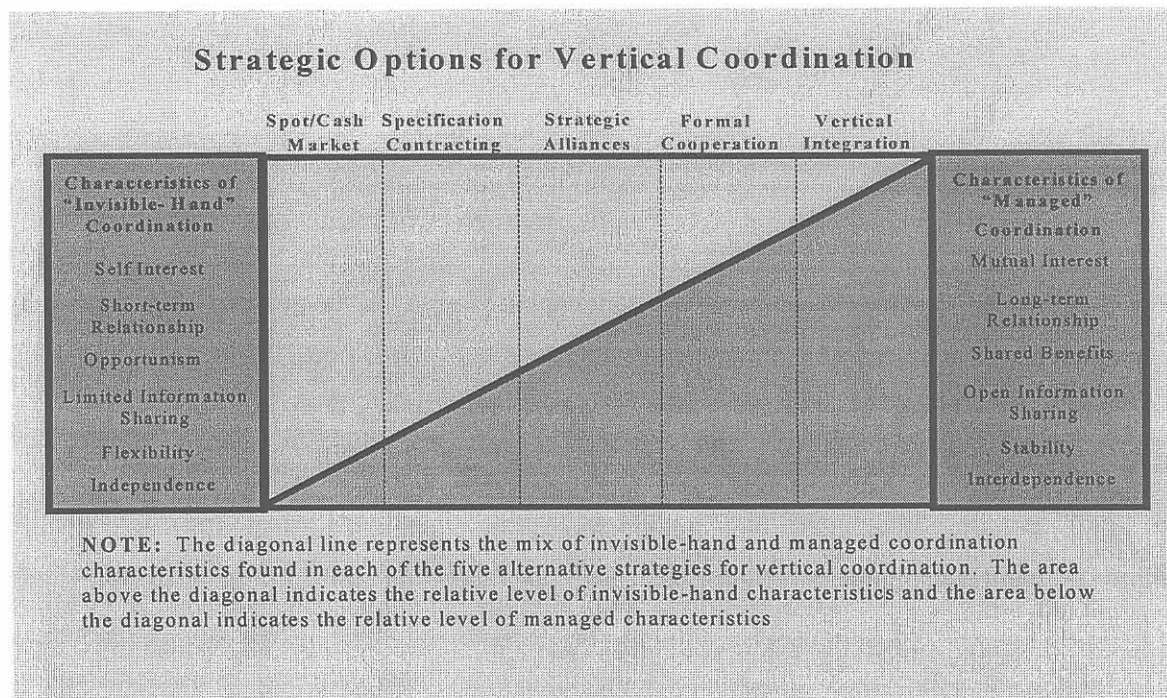 Strategic Options for Vertical Coordination
Spot/Cash
Market
Specification
Contracting
Strategic
Alliances
Formal
Cooperation
Vertical
Integration
Characteristics of
"Invisible-Hand"
Coordination
Self Interest
Short-term
Relationship
Opportunism
Limited Information
Sharing
Flexibility
Independence
Characteristics of
"Managed"
Coordination
Mutual Interest
Long-term
Relationship
Shared Benefits
Open Information
Sharing
Stability
Interdependence
NOTE: The diagonal line represents the mix of invisible-hand and managed coordination
characteristics found in each of the five alternative strategies for vertical coordination. The area
above the diagonal indicates the relative level of invisible-hand characteristics and the area below
the diagonal indicates the relative level of managed characteristics